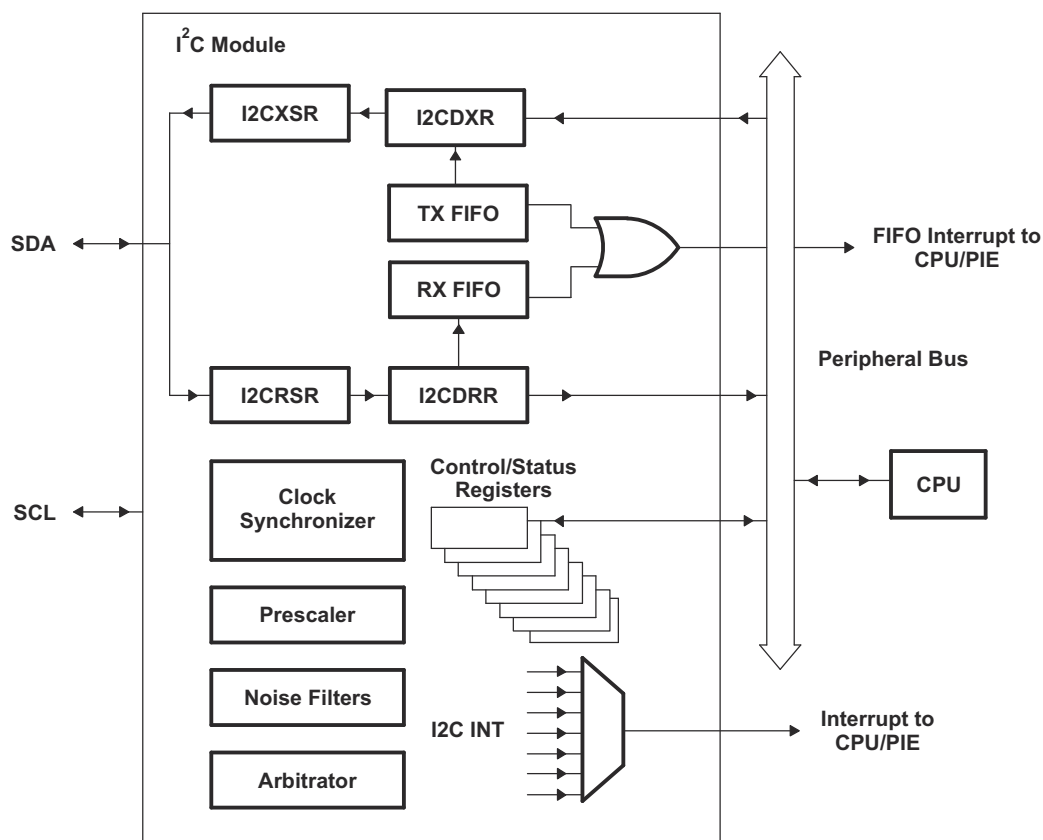 I²C Module
I2CXSR
I2CDXR
TX FIFO
SDA
FIFO Interrupt to
CPU/PIE
RX FIFO
Peripheral Bus
I2CRSR
I2CDRR
Control/Status
Registers
Clock
Synchronizer
CPU
SCL
Prescaler
Noise Filters
I2C INT
Interrupt to
CPU/PIE
Arbitrator